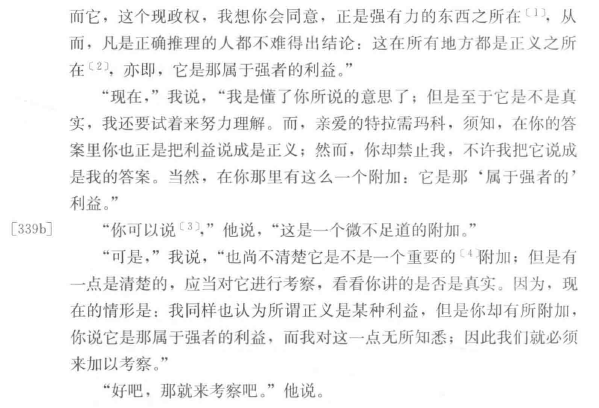 而它，这个现政权，我想你会同意，正是强有力的东西之所在〔1〕，从
而，凡是正确推理的人都不难得出结论：这在所有地方都是正义之所
在〔2〕，亦即，它是那属于强者的利益。”
“现在，”我说，“我是懂了你所说的意思了；但是至于它是不是真
实，我还要试着来努力理解。而，亲爱的特拉需玛科，须知，在你的答
案里你也正是把利益说成是正义；然而，你却禁止我，不许我把它说成
是我的答案。当然，在你那里有这么一个附加：它是那‘属于强者的’
利益。”
[339b] “你可以说〔3〕，”他说，“这是一个微不足道的附加。”
“可是，”我说，“也尚不清楚它是不是一个重要的〔4附加；但是有
一点是清楚的，应当对它进行考察，看看你讲的是否是真实。因为，现
在的情形是：我同样也认为所谓正义是某种利益，但是你却有所附加，
你说它是那属于强者的利益，而我对这一点无所知悉；因此我们就必须
来加以考察。”
“好吧，那就来考察吧。”他说。